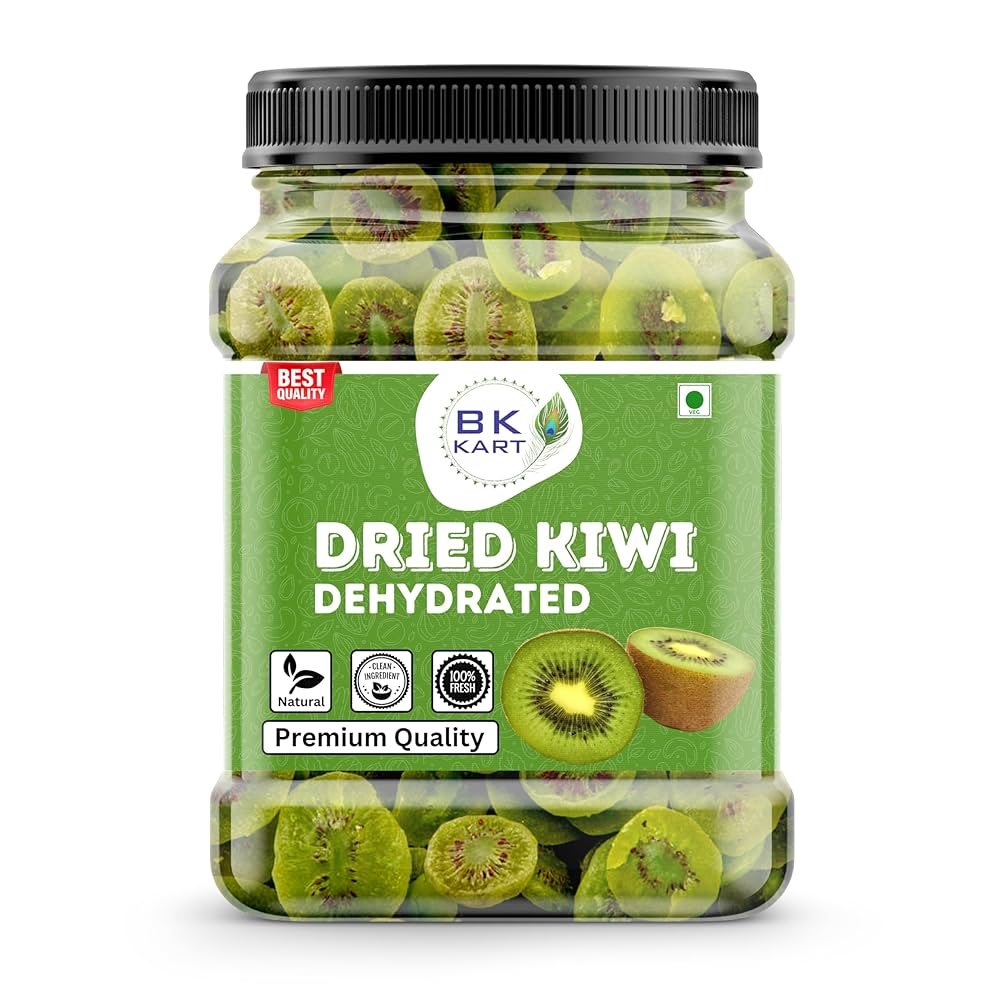 BEST
QUALITY
BK
KART
VEG
DRIED KIWI
DEHYDRATED
Natural
CLEAN
INGREDIENT
100%
FRESH
Premium Quality